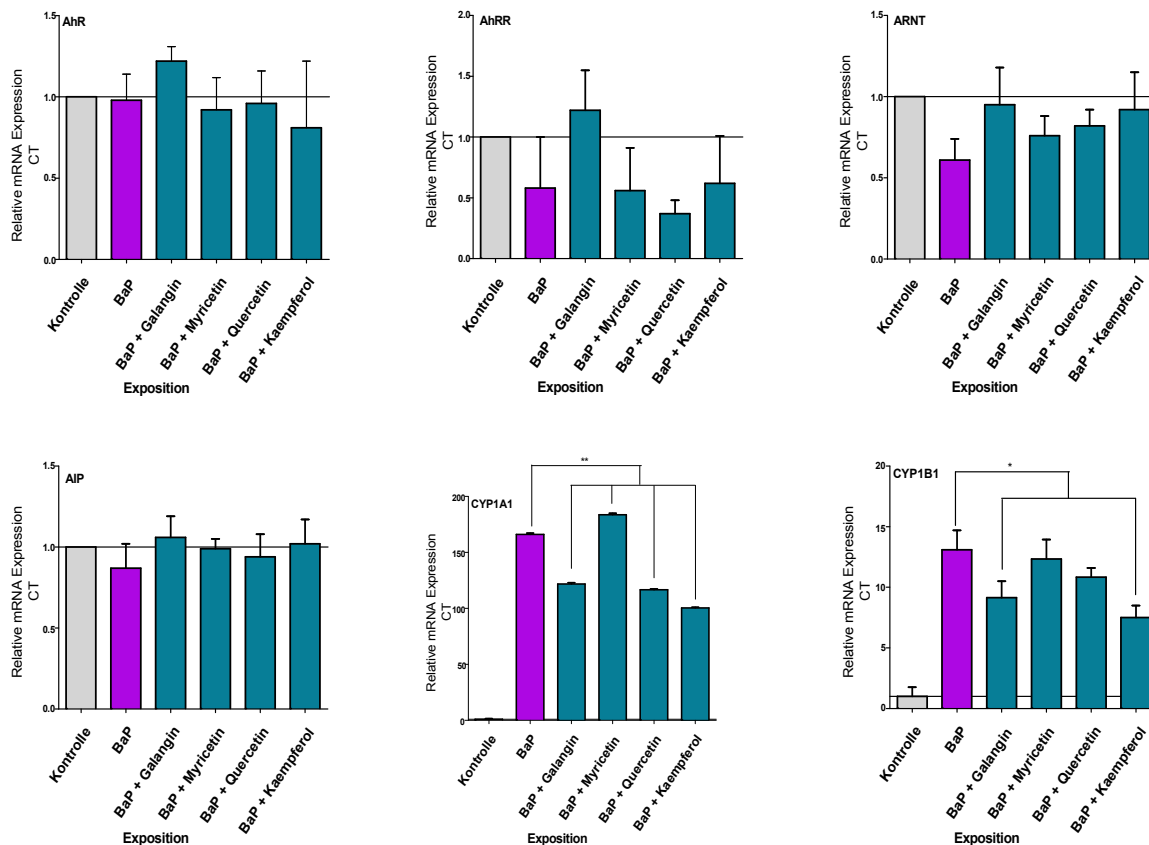 AhR
Relative mRNA Expression
CT
1.5
1.0
0.5
0.0
Kontrolle
BaP
BaP + Galangin
BaP + Myricetin
BaP + Quercetin
BaP + Kaempferol
Exposition
AhRR
Relative mRNA Expression
CT
2.0
1.5
1.0
0.5
0.0
Kontrolle
BaP
BaP + Galangin
BaP + Myricetin
BaP + Quercetin
BaP + Kaempferol
Exposition
ARNT
Relative mRNA Expression
CT
1.5
1.0
0.5
0.0
Kontrolle
BaP
BaP + Galangin
BaP + Myricetin
BaP + Quercetin
BaP + Kaempferol
Exposition
AIP
Relative mRNA Expression
CT
1.5
1.0
0.5
0.0
Kontrolle
BaP
BaP + Galangin
BaP + Myricetin
BaP + Quercetin
BaP + Kaempferol
Exposition
**
CYP1A1
Relative mRNA Expression
CT
200
150
100
50
0
Kontrolle
BaP
BaP + Galangin
BaP + Myricetin
BaP + Quercetin
BaP + Kaempferol
Exposition
*
CYP1B1
Relative mRNA Expression
CT
20
15
10
5
0
Kontrolle
BaP
BaP + Galangin
BaP + Myricetin
BaP + Quercetin
BaP + Kaempferol
Exposition